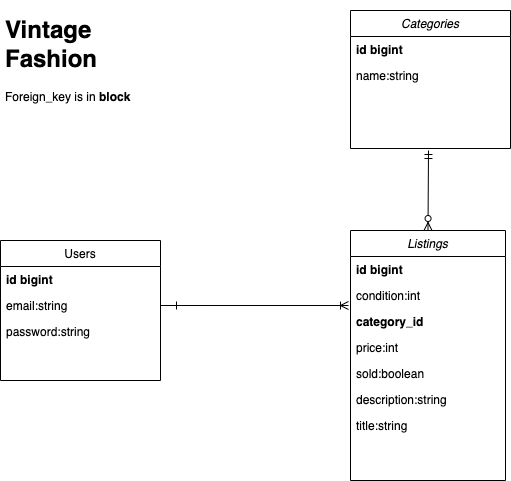 Vintage
Fashion
Foreign_key is in block
Categories
id bigint
name:string
Users
id bigint
email:string
password:string
Listings
id bigint
condition:int
category_id
price:int
sold:boolean
description:string
title:string